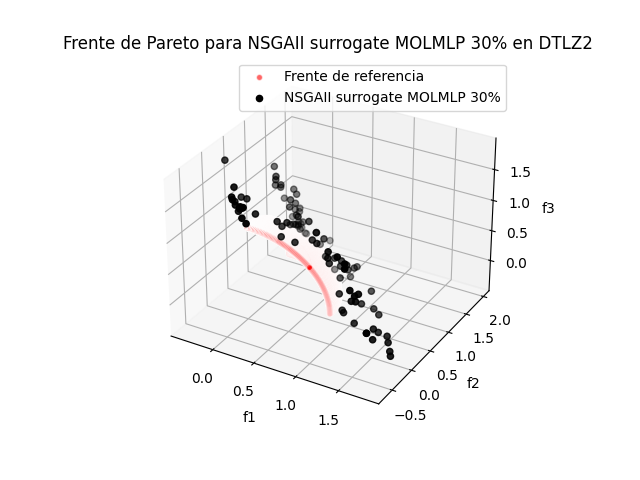 Frente de Pareto para NSGAII surrogate MOLMLP 30% en DTLZ2
Frente de referencia
NSGAII surrogate MOLMLP 30%
1.5
1.0
0.5
0.0
f3
2.0
1.5
1.0
0.5
0.0
−0.5
f2
0.0
0.5
1.0
1.5
f1